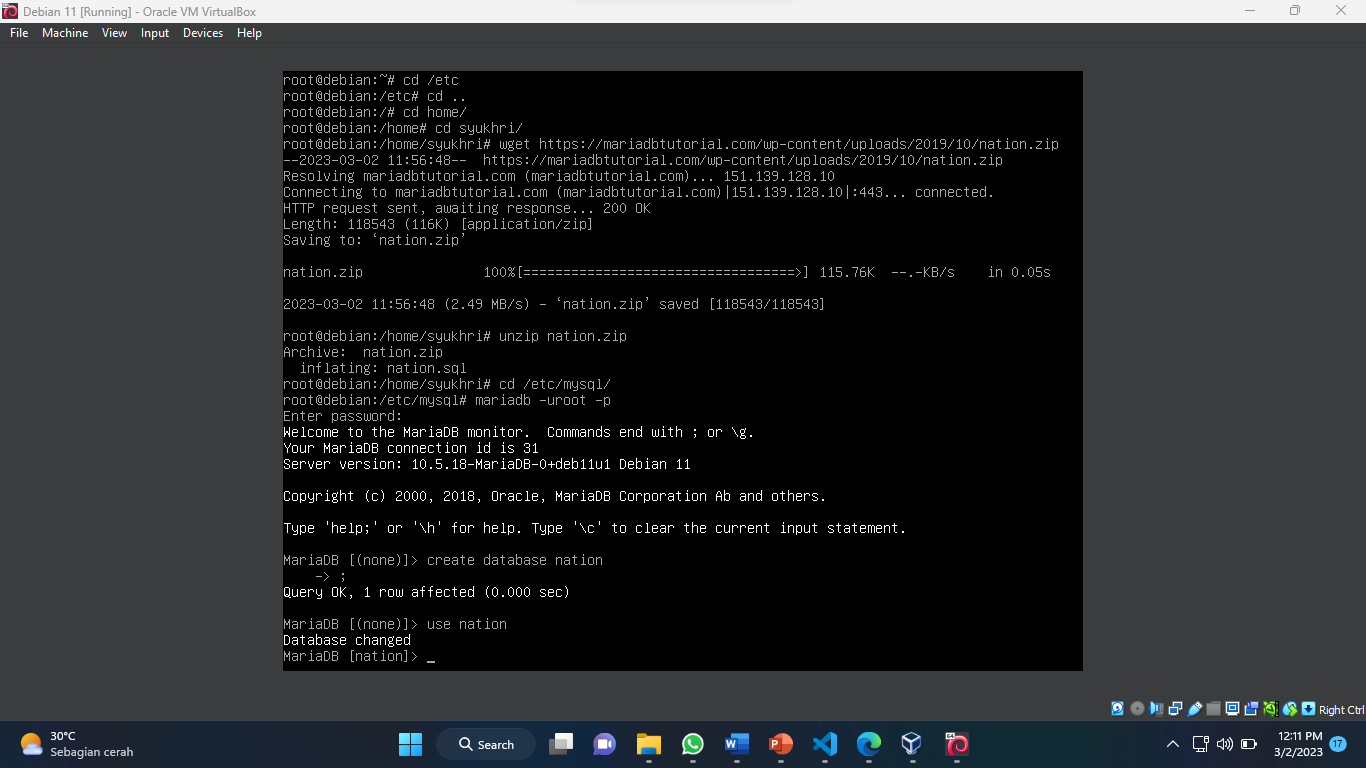 Debian 11 [Running] - Oracle VM VirtualBox
File Machine View Input Devices Help
root@debian:~# cd /etc
root@debian:/etc# cd ..
root@debian:/# cd home/
root@debian:/home# cd syukhri/
root@debian:/home/syukhri# wget https://mariadbtutorial.com/wp-content/uploads/2019/10/nation.zip
--2023-03-02 11:56:48--  https://mariadbtutorial.com/wp-content/uploads/2019/10/nation.zip
Resolving mariadbtutorial.com (mariadbtutorial.com)... 151.139.128.10
Connecting to mariadbtutorial.com (mariadbtutorial.com)|151.139.128.10|:443... connected.
HTTP request sent, awaiting response... 200 OK
Length: 118543 (116K) [application/zip]
Saving to: ‘nation.zip’
nation.zip 100%[==================================>] 115.76K --.-KB/s in 0.05s
2023-03-02 11:56:48 (2.49 MB/s) - ‘nation.zip’ saved [118543/118543]
root@debian:/home/syukhri# unzip nation.zip
Archive:  nation.zip
inflating: nation.sql
root@debian:/home/syukhri# cd /etc/mysql/
root@debian:/etc/mysql# mariadb -uroot -p
Enter password:
Welcome to the MariaDB monitor.  Commands end with ; or \g.
Your MariaDB connection id is 31
Server version: 10.5.18-MariaDB-0+deb11u1 Debian 11
Copyright (c) 2000, 2018, Oracle, MariaDB Corporation Ab and others.
Type 'help;' or '\h' for help. Type '\c' to clear the current input statement.
MariaDB [(none)]> create database nation
-> ;
Query OK, 1 row affected (0.000 sec)
MariaDB [(none)]> use nation
Database changed
MariaDB [nation]> _
Right Ctrl
30°C
Sebagian cerah
Search
12:11 PM
3/2/2023
17